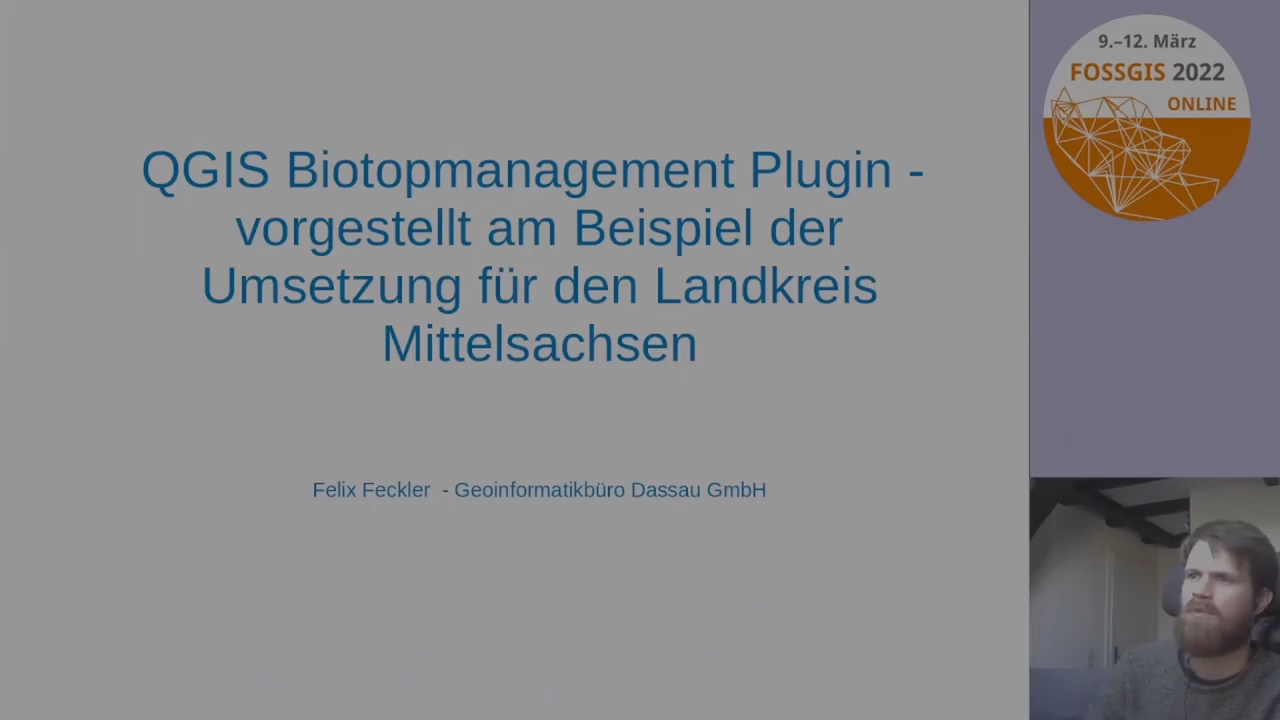 QGIS Biotopmanagement Plugin -
vorgestellt am Beispiel der
Umsetzung für den Landkreis
Mittelsachsen
Felix Feckler - Geoinformatikbüro Dassau GmbH
9.–12. März
FOSSGIS 2022
ONLINE